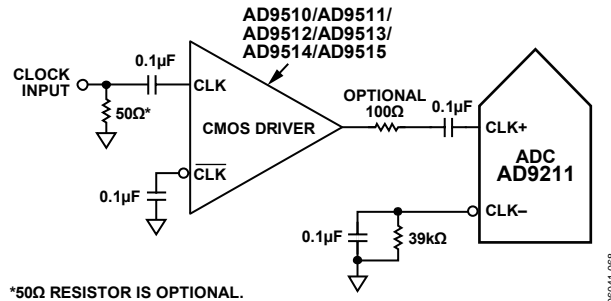 AD9510/AD9511/
AD9512/AD9513/
AD9514/AD9515
CLOCK
INPUT
0.1µF
50Ω*
CLK
CMOS DRIVER
CLK
0.1µF
OPTIONAL
100Ω
0.1µF
CLK+
ADC
AD9211
CLK–
0.1µF
39kΩ
*50Ω RESISTOR IS OPTIONAL.